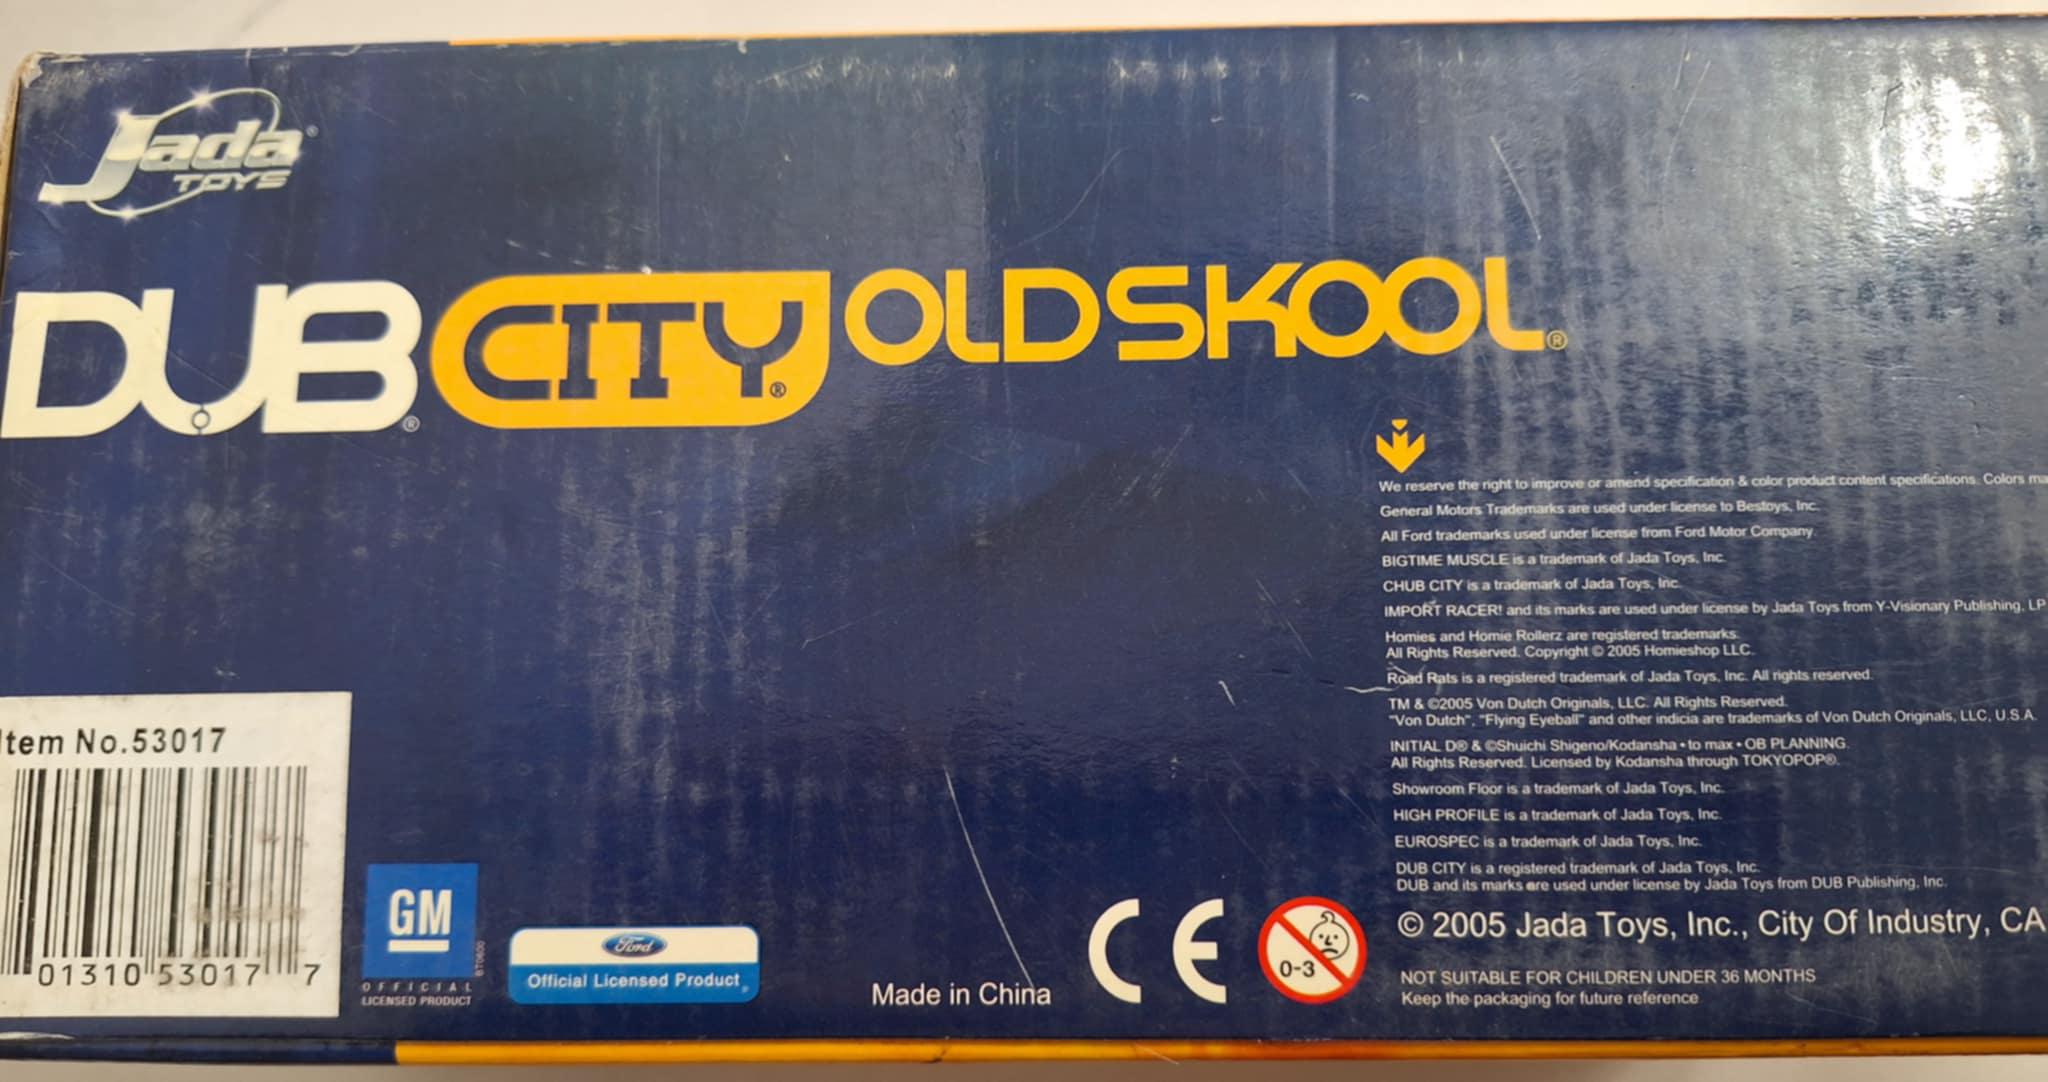 Jada®
TOYS
DUB® CITY® OLD SKOOL®
We reserve the right to improve or amend specification & color product content specifications. Colors ma
General Motors Trademarks are used under license to Bestoys, Inc.
All Ford trademarks used under license from Ford Motor Company.
BIGTIME MUSCLE is a trademark of Jada Toys, Inc.
CHUB CITY is a trademark of Jada Toys, Inc.
IMPORT RACER! and its marks are used under license by Jada Toys from Y-Visionary Publishing, LP
Homies and Homie Rollerz are registered trademarks.
All Rights Reserved. Copyright © 2005 Homieshop LLC.
Road Rats is a registered trademark of Jada Toys, Inc. All rights reserved.
TM & ©2005 Von Dutch Originals, LLC. All Rights Reserved.
"Von Dutch", "Flying Eyeball" and other indicia are trademarks of Von Dutch Originals, LLC, U.S.A.
INITIAL D® & ©Shuichi Shigeno/Kodansha • to max • OB PLANNING.
All Rights Reserved. Licensed by Kodansha through TOKYOPOP®.
Showroom Floor is a trademark of Jada Toys, Inc.
HIGH PROFILE is a trademark of Jada Toys, Inc.
EUROSPEC is a trademark of Jada Toys, Inc.
DUB CITY is a registered trademark of Jada Toys, Inc.
DUB and its marks are used under license by Jada Toys from DUB Publishing, Inc.
© 2005 Jada Toys, Inc., City Of Industry, CA
NOT SUITABLE FOR CHILDREN UNDER 36 MONTHS
Keep the packaging for future reference
Item No.53017
01310 53017 7
GM
BT0600
OFFICIAL
LICENSED PRODUCT
Ford
Official Licensed Product
Made in China
CE
0-3